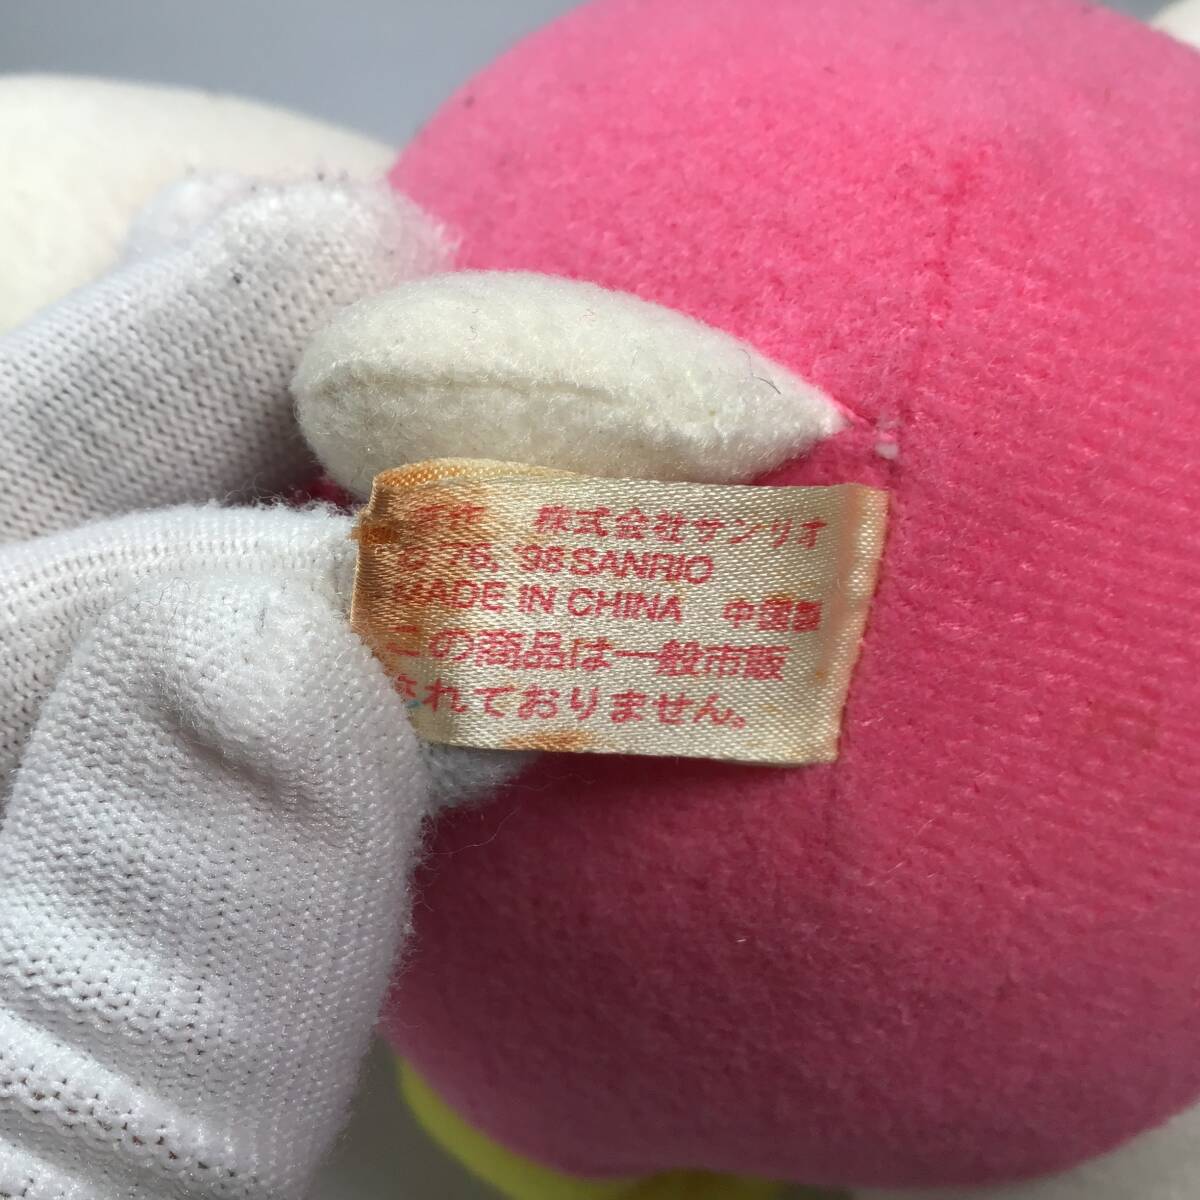 株式会社サンリオ
© '76, '98 SANRIO
MADE IN CHINA 中国製
この商品は一般市販
されておりません。